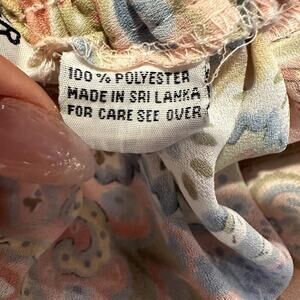 100 % POLYESTER
MADE IN SRI LANKA
FOR CARE SEE OVER